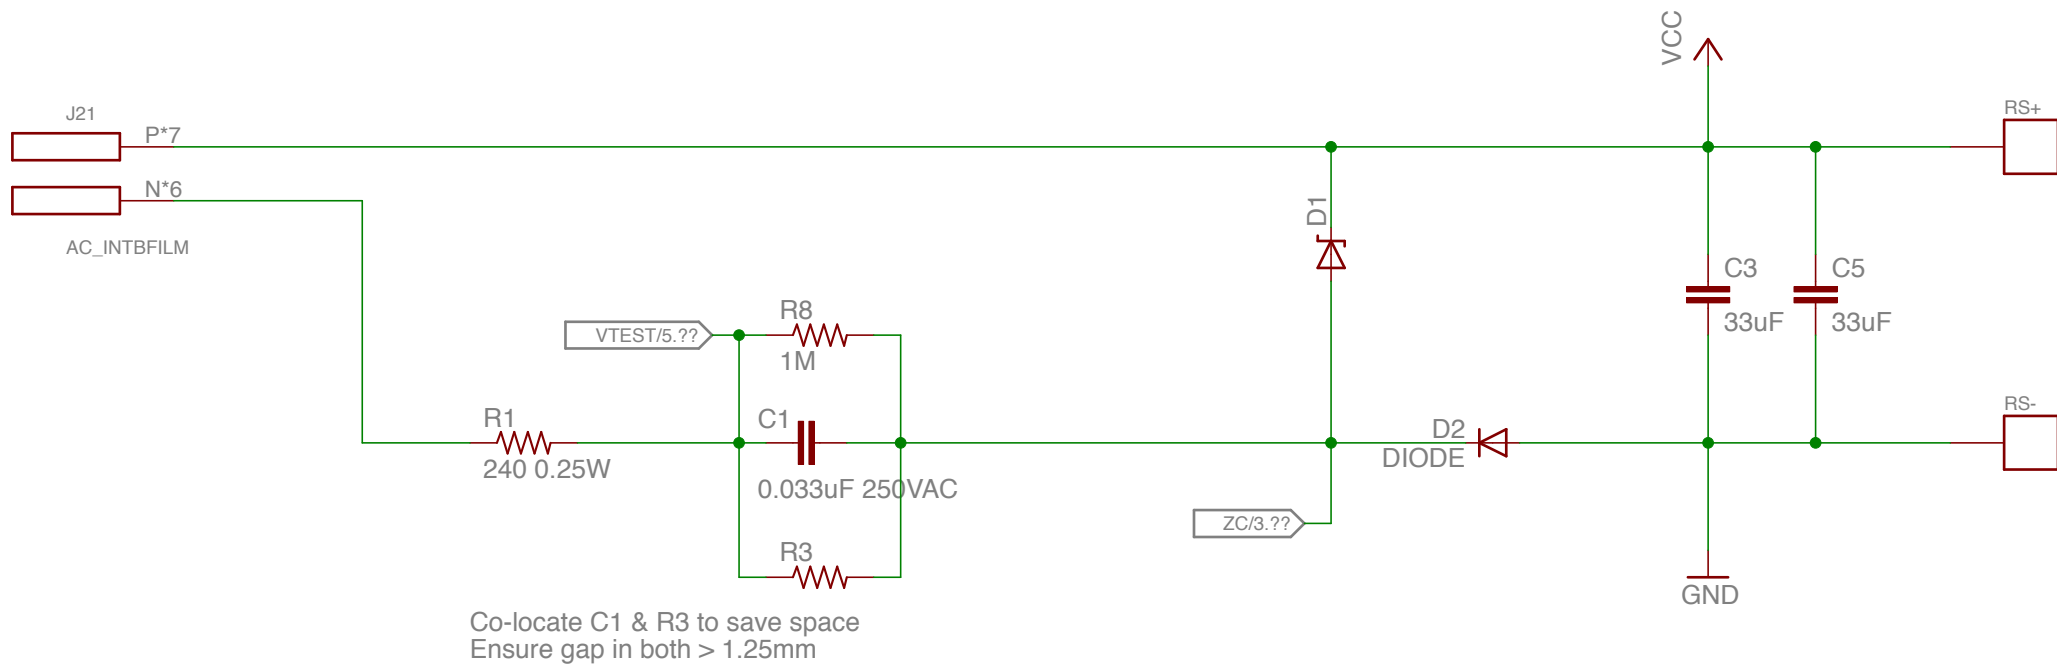 VCC
J21
P*7
RS+
N*6
D1
AC_INTBFILM
C3
C5
R8
33uF
33uF
VTEST/5.??
1M
RS-
R1
C1
D2
240 0.25W
DIODE
0.033uF 250VAC
ZC/3.??
R3
GND
Co-locate C1 & R3 to save space
Ensure gap in both > 1.25mm